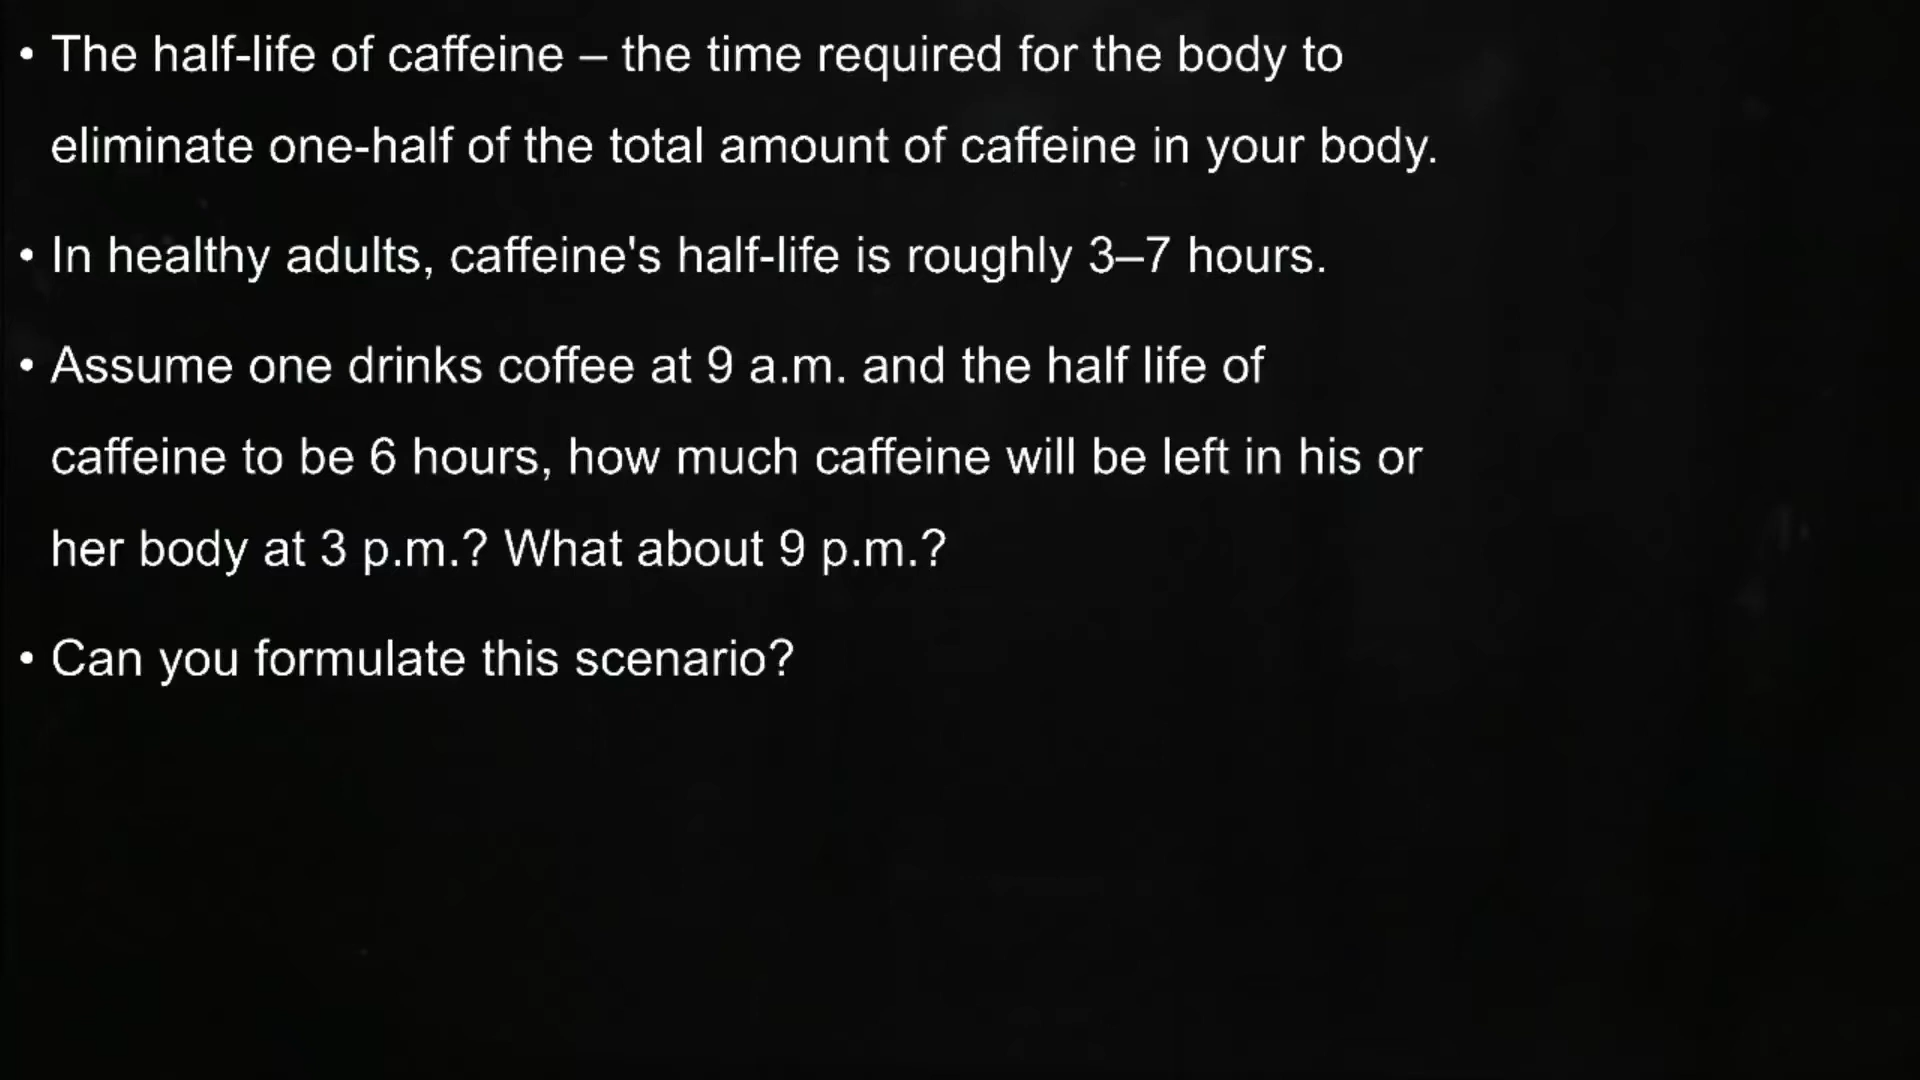 • The half-life of caffeine – the time required for the body to
eliminate one-half of the total amount of caffeine in your body.
• In healthy adults, caffeine's half-life is roughly 3–7 hours.
• Assume one drinks coffee at 9 a.m. and the half life of
caffeine to be 6 hours, how much caffeine will be left in his or
her body at 3 p.m.? What about 9 p.m.?
• Can you formulate this scenario?